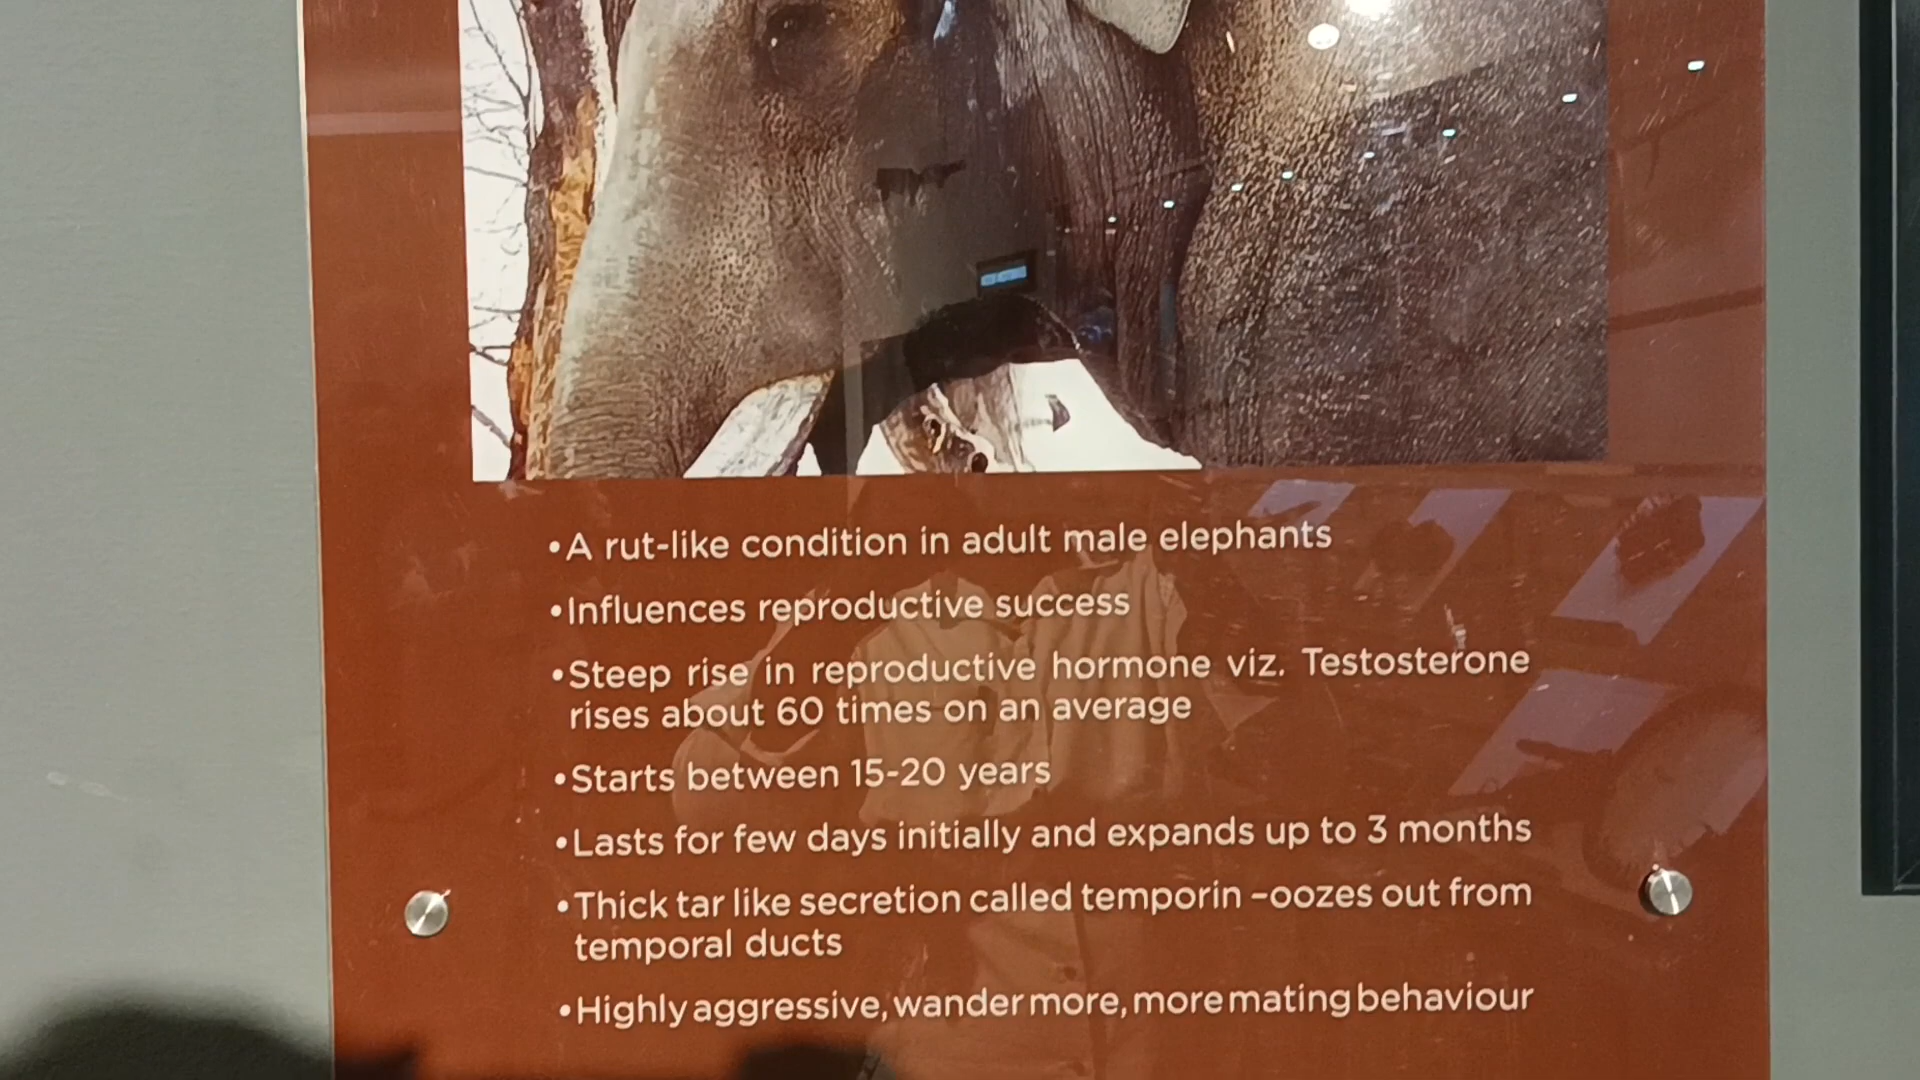 •A rut-like condition in adult male elephants
•Influences reproductive success
•Steep rise in reproductive hormone viz. Testosterone
rises about 60 times on an average
•Starts between 15-20 years
•Lasts for few days initially and expands up to 3 months
•Thick tar like secretion called temporin –oozes out from
temporal ducts
•Highly aggressive, wander more, more mating behaviour